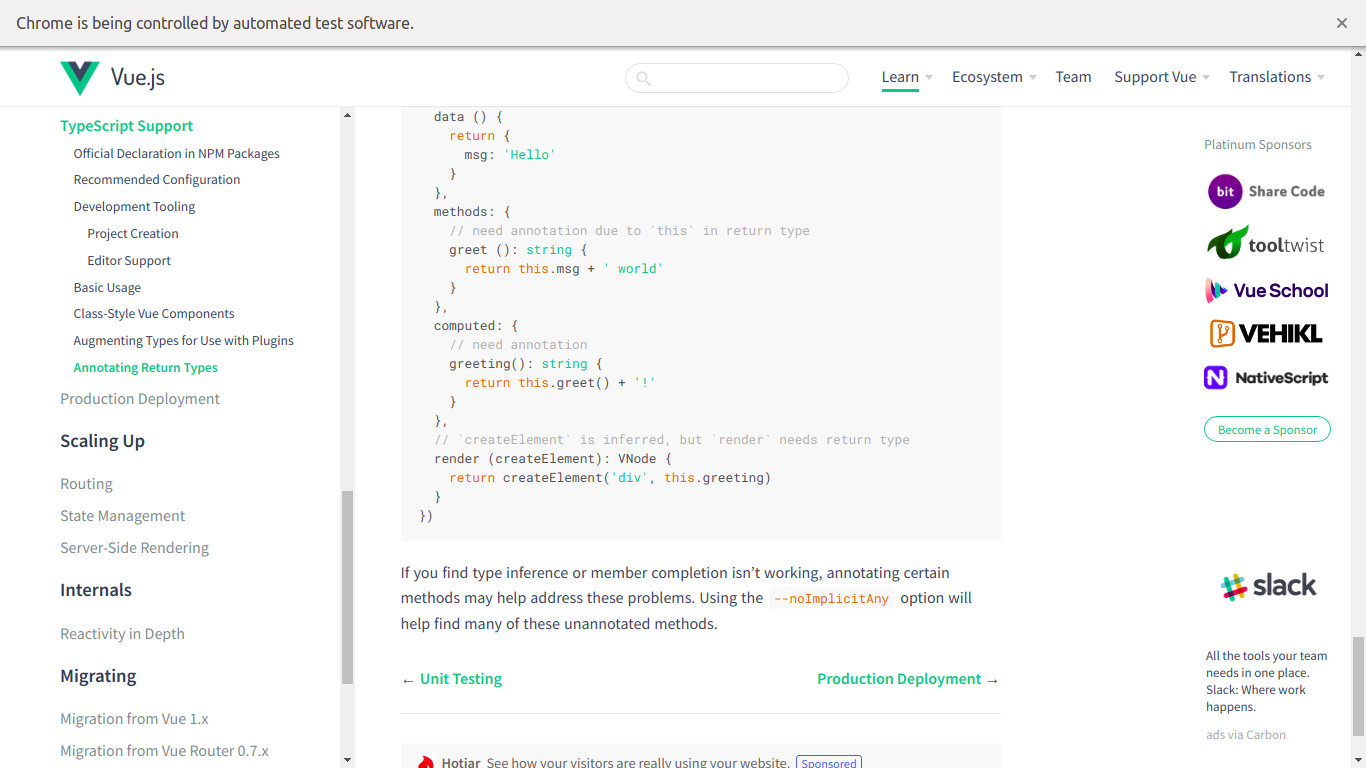 Chrome is being controlled by automated test software.
Vue.js
Learn
Ecosystem
Team
Support Vue
Translations
TypeScript Support
Official Declaration in NPM Packages
Recommended Configuration
Development Tooling
Project Creation
Editor Support
Basic Usage
Class-Style Vue Components
Augmenting Types for Use with Plugins
Annotating Return Types
Production Deployment
Scaling Up
Routing
State Management
Server-Side Rendering
Internals
Reactivity in Depth
Migrating
Migration from Vue 1.x
Migration from Vue Router 0.7.x
data () {
return {
msg: 'Hello'
}
},
methods: {
// need annotation due to `this` in return type
greet (): string {
return this.msg + ' world'
}
},
computed: {
// need annotation
greeting(): string {
return this.greet() + '!'
}
},
// `createElement` is inferred, but `render` needs return type
render (createElement): VNode {
return createElement('div', this.greeting)
}
})
If you find type inference or member completion isn’t working, annotating certain
methods may help address these problems. Using the --noImplicitAny option will
help find many of these unannotated methods.
← Unit Testing
Production Deployment →
Hotjar See how your visitors are really using your website. Sponsored
Platinum Sponsors
bit Share Code
tooltwist
Vue School
VEHIKL
NativeScript
Become a Sponsor
slack
All the tools your team
needs in one place.
Slack: Where work
happens.
ads via Carbon